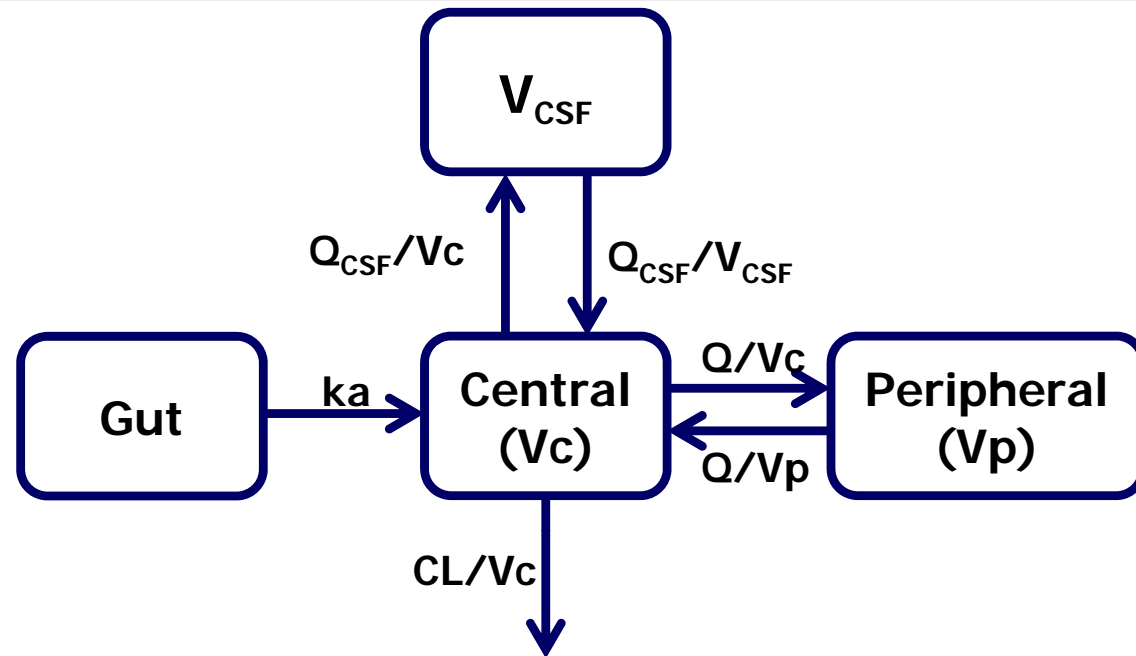 V_CSF
Q_CSF/Vc
Q_CSF/V_CSF
Gut
ka
Central
(Vc)
Q/Vc
Q/Vp
Peripheral
(Vp)
CL/Vc